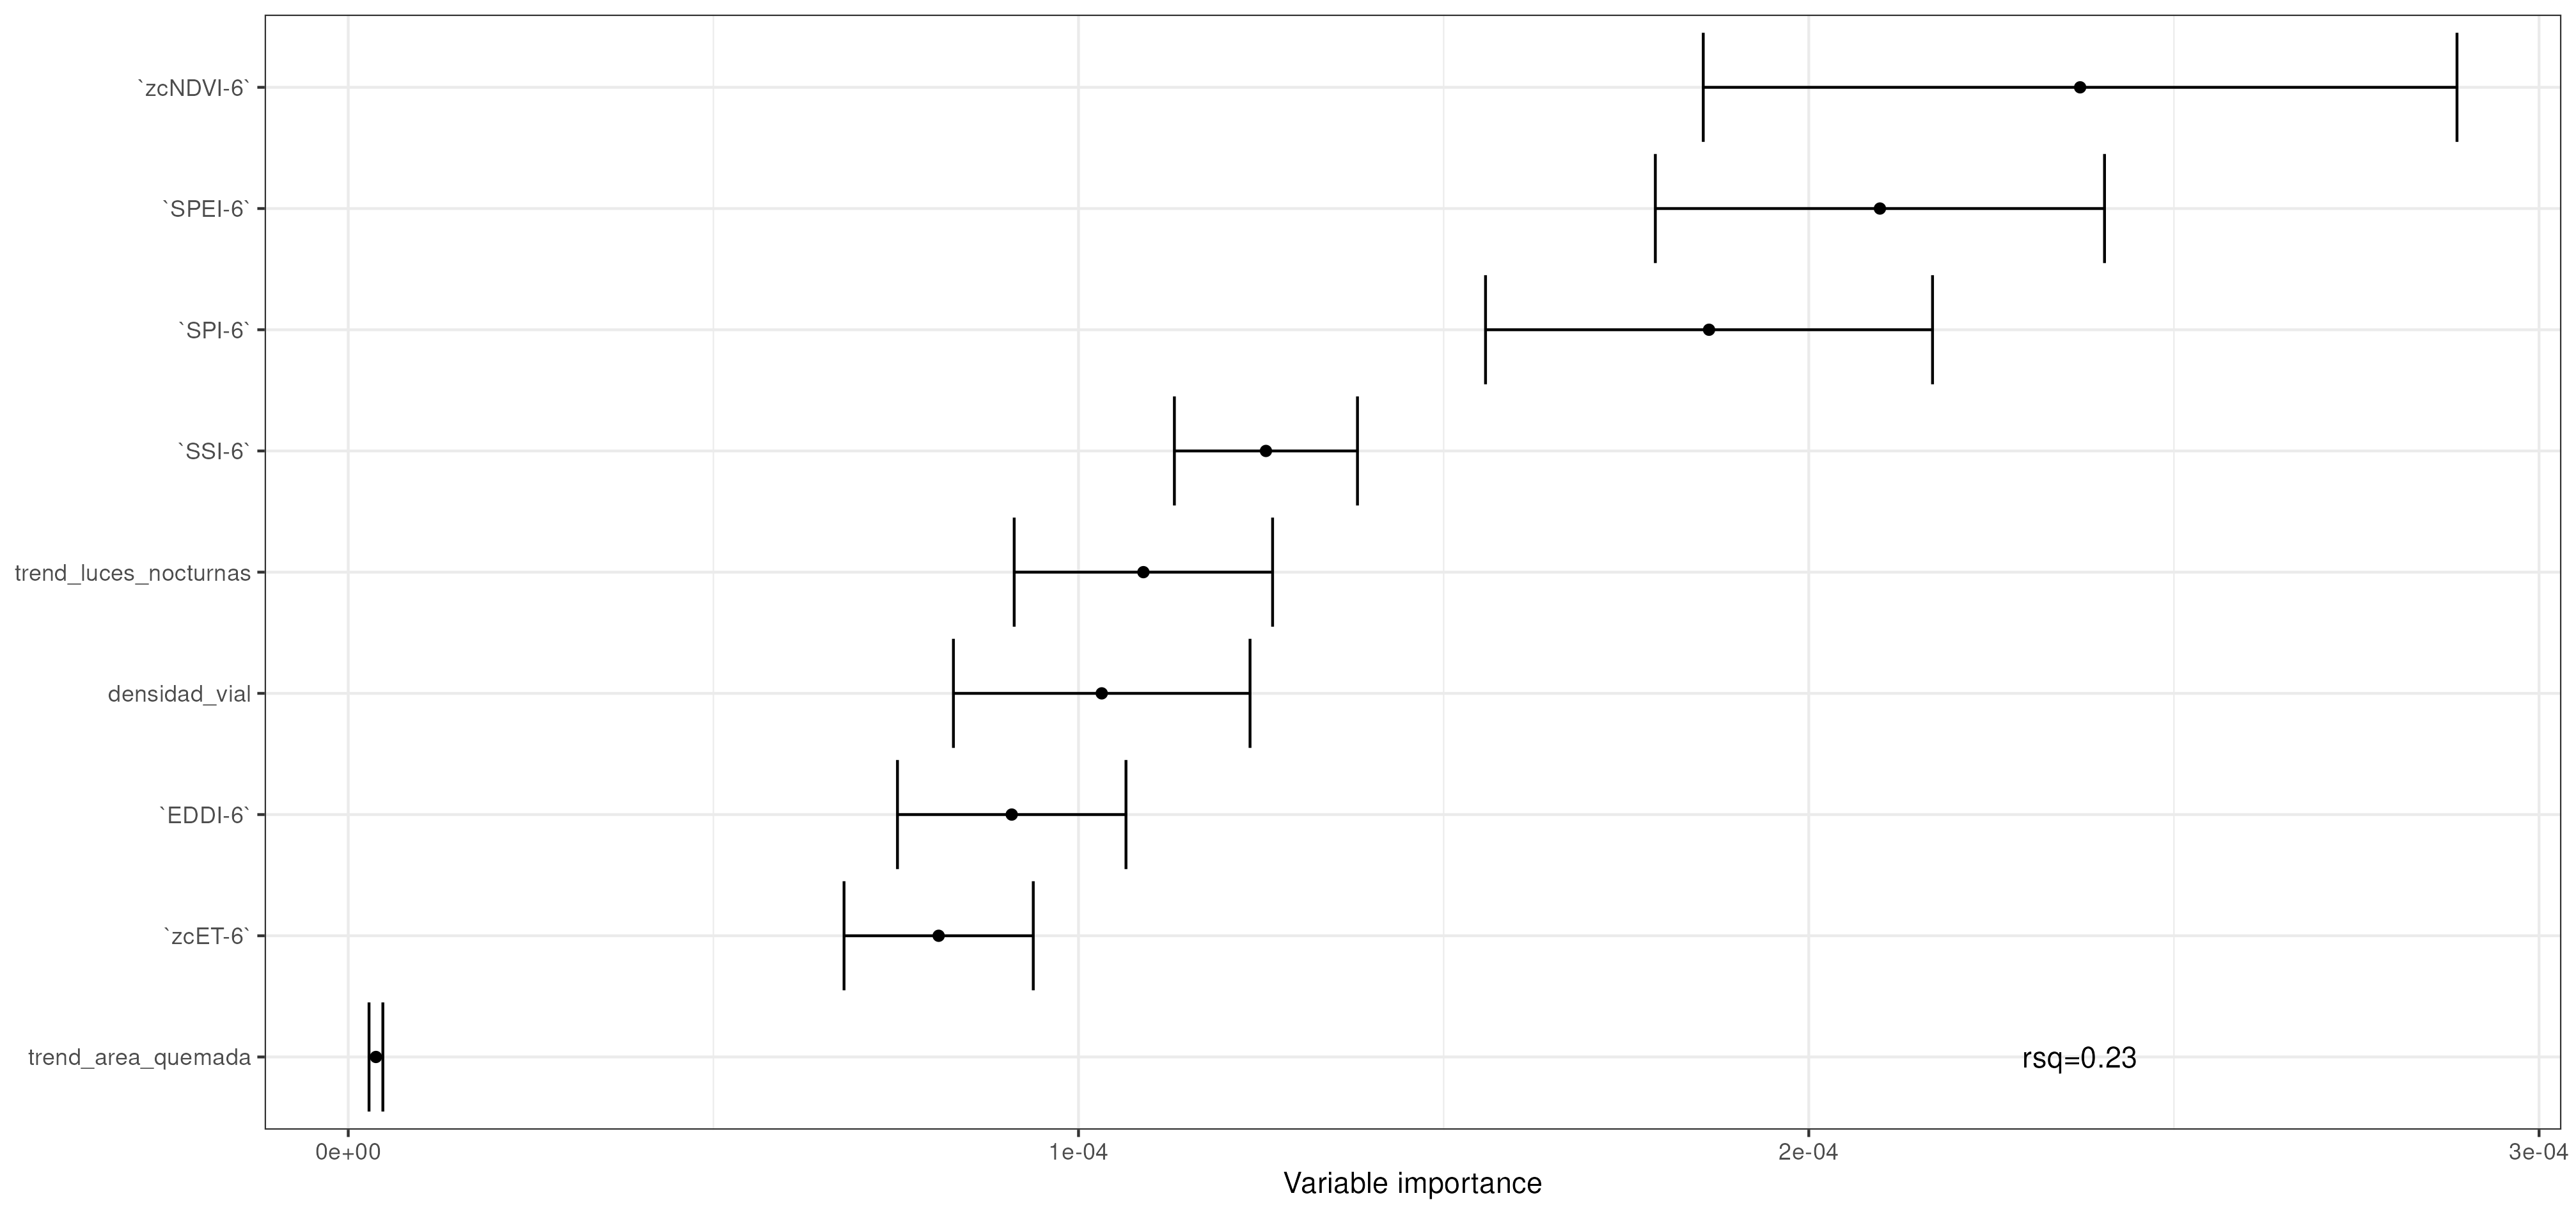 `zcNDVI-6`
`SPEI-6`
`SPI-6`
`SSI-6`
trend_luces_nocturnas
densidad_vial
`EDDI-6`
`zcET-6`
trend_area_quemada
rsq=0.23
0e+00 1e-04 2e-04 3e-04
Variable importance